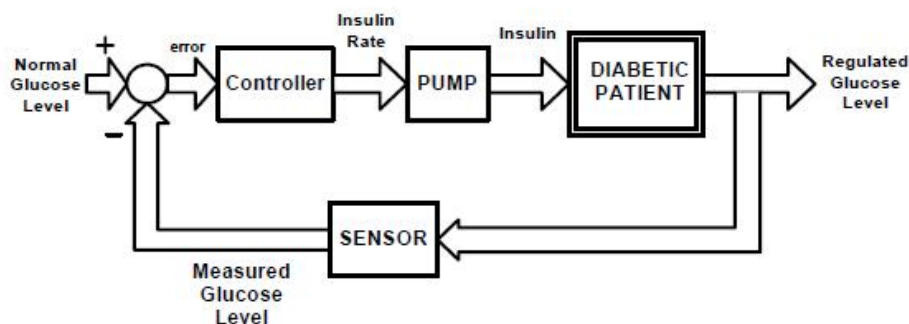 Normal
Glucose
Level
+
−
error
Controller
Insulin
Rate
PUMP
Insulin
DIABETIC
PATIENT
Regulated
Glucose
Level
SENSOR
Measured
Glucose
Level